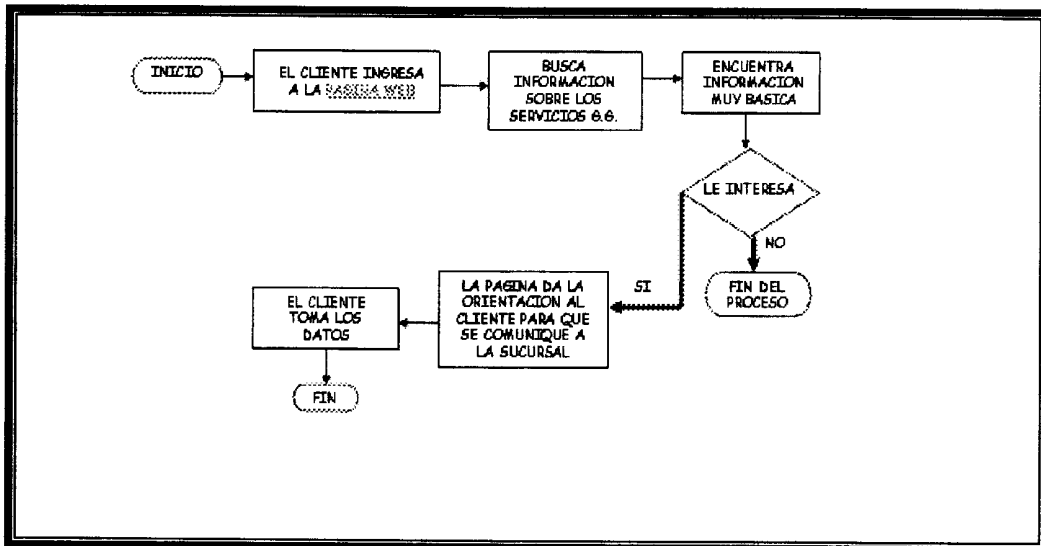 INICIO
EL CLIENTE INGRESA
A LA PAGINA WEB
BUSCA
INFORMACION
SOBRE LOS
SERVICIOS G.G.
ENCUENTRA
INFORMACION
MUY BASICA
LE INTERESA
NO
FIN DEL
PROCESO
SI
LA PAGINA DA LA
ORIENTACION AL
CLIENTE PARA QUE
SE COMUNIQUE A
LA SUCURSAL
EL CLIENTE
TOMA LOS
DATOS
FIN